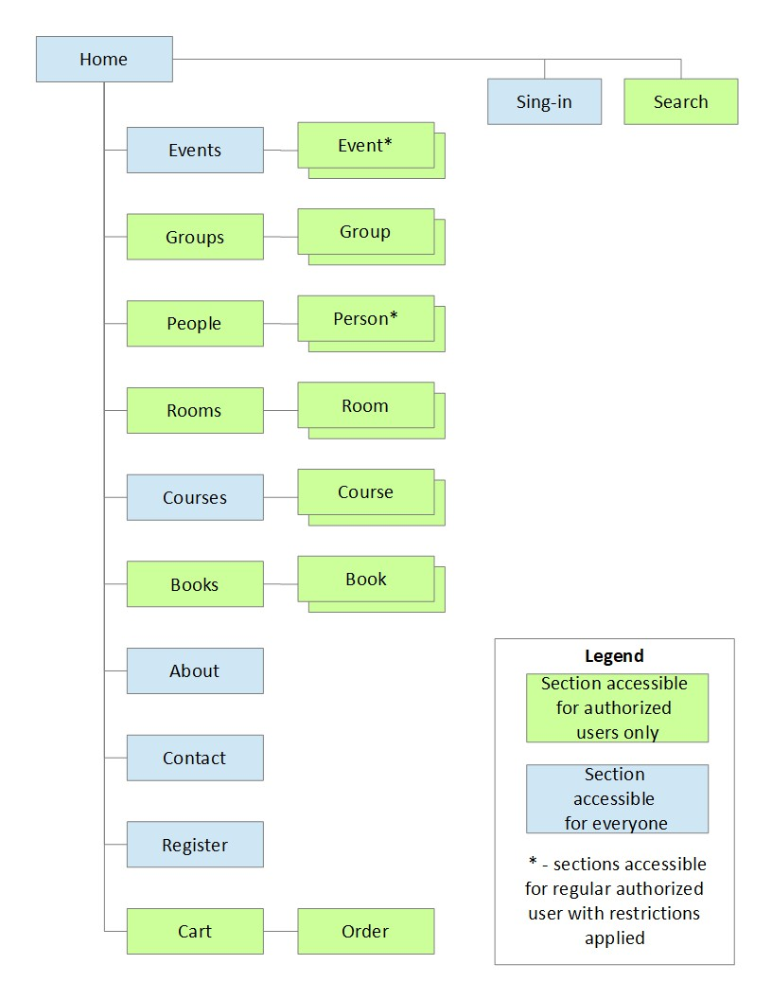 Home
Sing-in
Search
Events
Event*
Groups
Group
People
Person*
Rooms
Room
Courses
Course
Books
Book
About
Contact
Register
Cart
Order
Legend
Section accessible
for authorized
users only
Section
accessible
for everyone
* - sections accessible
for regular authorized
user with restrictions
applied